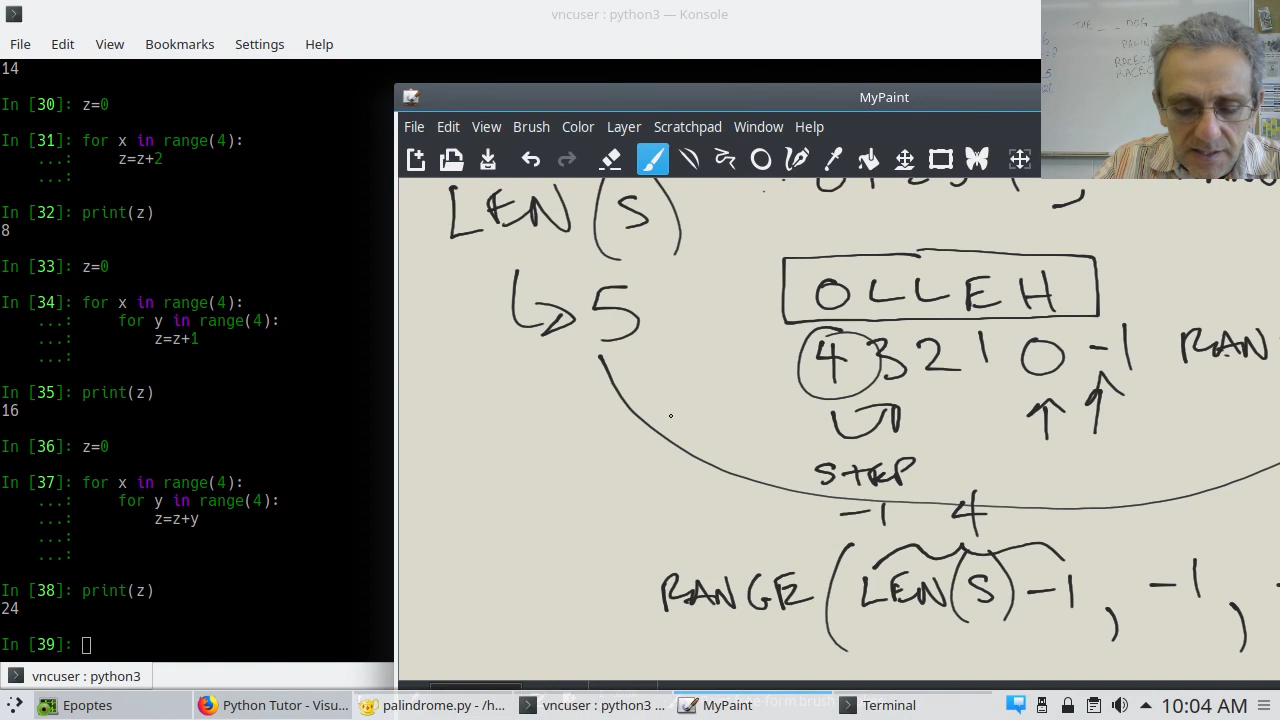 vncuser : python3 — Konsole
File Edit View Bookmarks Settings Help
14
In [30]: z=0
In [31]: for x in range(4):
...: z=z+2
...:
In [32]: print(z)
8
In [33]: z=0
In [34]: for x in range(4):
...: for y in range(4):
...: z=z+1
...:
In [35]: print(z)
16
In [36]: z=0
In [37]: for x in range(4):
...: for y in range(4):
...: z=z+y
...:
...:
In [38]: print(z)
24
In [39]:
vncuser : python3
MyPaint
File Edit View Brush Color Layer Scratchpad Window Help
LEN(S)
5
OLLEH
4 3 2 1 0 -1 RAN
STEP
-1 4
RANGE (LEN(S)-1, -1,
THE _ _ DOG
Epoptes
Python Tutor - Visu...
palindrome.py - /h...
vncuser : python3 ...
MyPaint
Terminal
10:04 AM